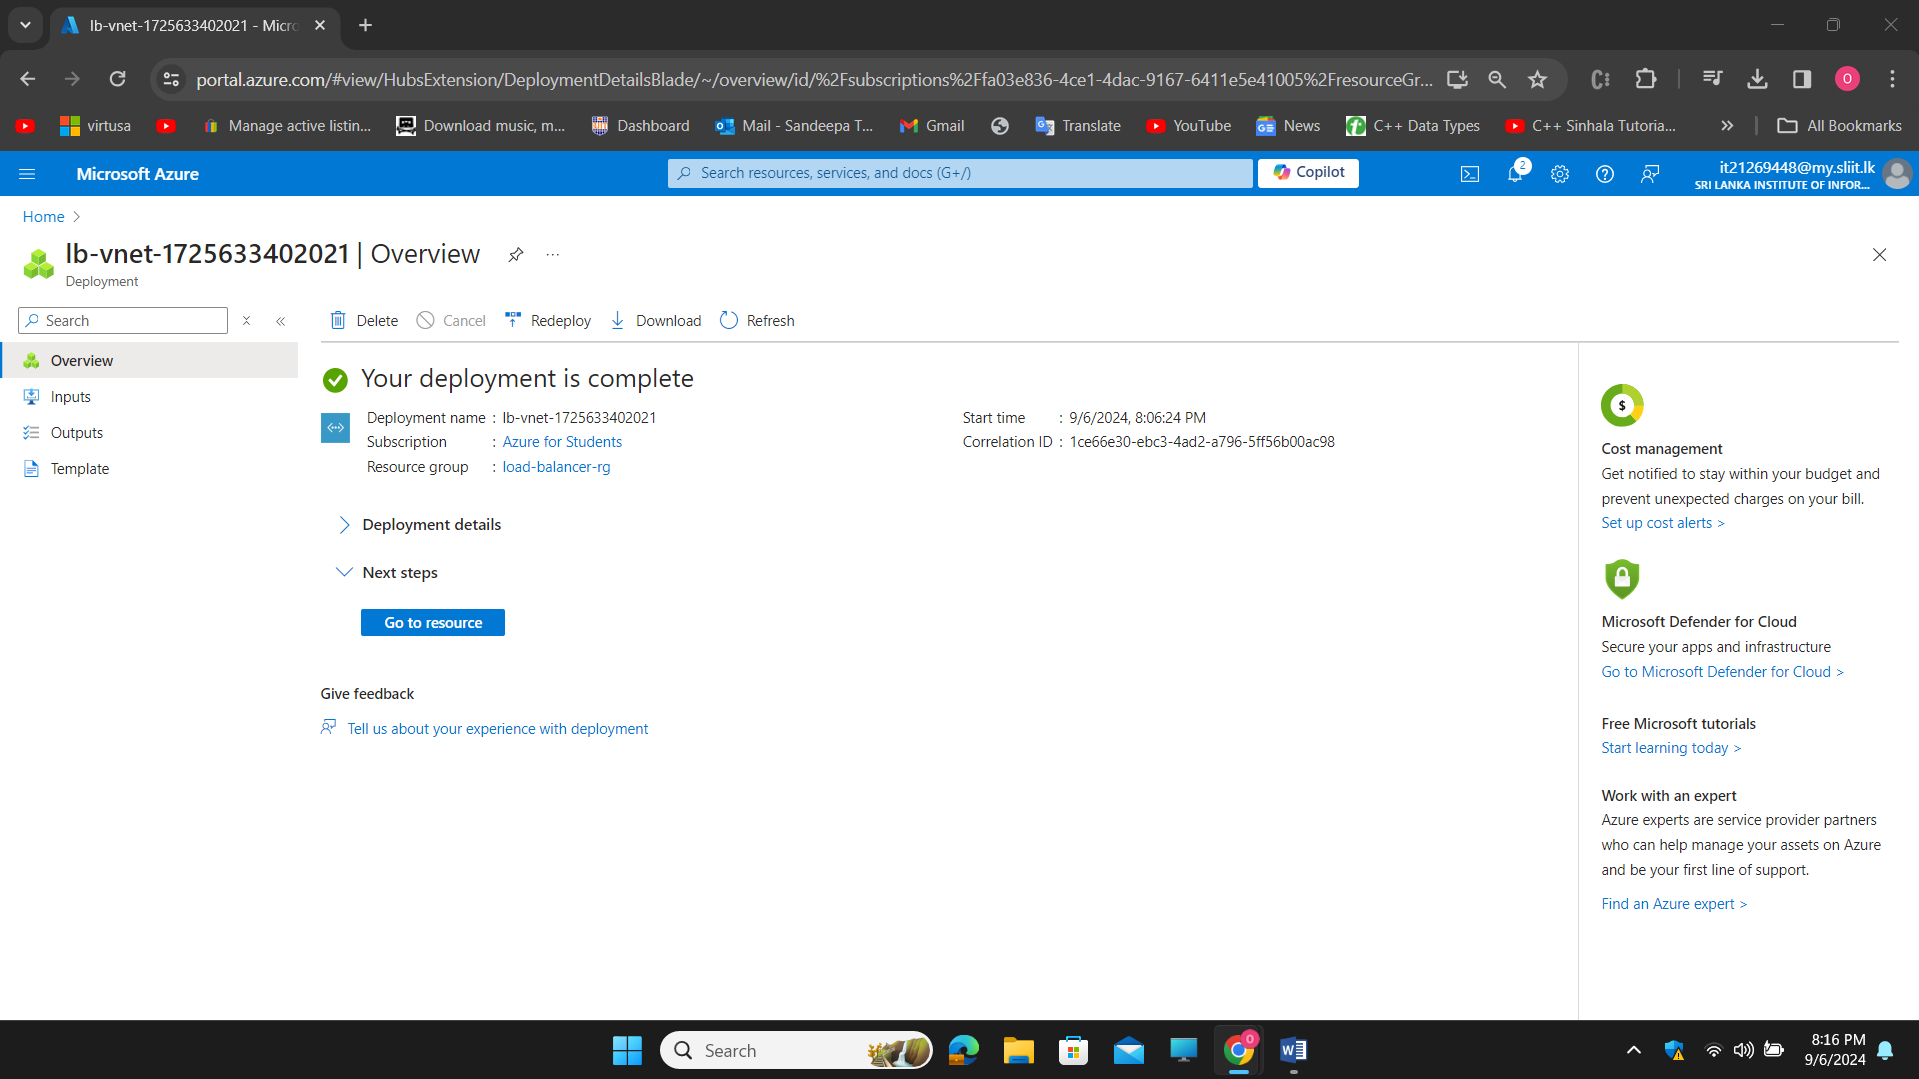 lb-vnet-1725633402021 - Micro
portal.azure.com/#view/HubsExtension/DeploymentDetailsBlade/~/overview/id/%2Fsubscriptions%2Ffa03e836-4ce1-4dac-9167-6411e5e41005%2FresourceGr...
O
virtusa
Manage active listin...
Download music, m...
Dashboard
Mail - Sandeepa T...
Gmail
Translate
YouTube
News
C++ Data Types
C++ Sinhala Tutoria...
All Bookmarks
Microsoft Azure
Search resources, services, and docs (G+/)
Copilot
2
it21269448@my.sliit.lk
SRI LANKA INSTITUTE OF INFOR...
Home
lb-vnet-1725633402021 | Overview
Deployment
Search
Delete
Cancel
Redeploy
Download
Refresh
Overview
Inputs
Outputs
Template
Your deployment is complete
Deployment name : lb-vnet-1725633402021
Subscription : Azure for Students
Resource group : load-balancer-rg
Start time : 9/6/2024, 8:06:24 PM
Correlation ID : 1ce66e30-ebc3-4ad2-a796-5ff56b00ac98
Deployment details
Next steps
Go to resource
Give feedback
Tell us about your experience with deployment
$
Cost management
Get notified to stay within your budget and
prevent unexpected charges on your bill.
Set up cost alerts >
Microsoft Defender for Cloud
Secure your apps and infrastructure
Go to Microsoft Defender for Cloud >
Free Microsoft tutorials
Start learning today >
Work with an expert
Azure experts are service provider partners
who can help manage your assets on Azure
and be your first line of support.
Find an Azure expert >
Search
8:16 PM
9/6/2024